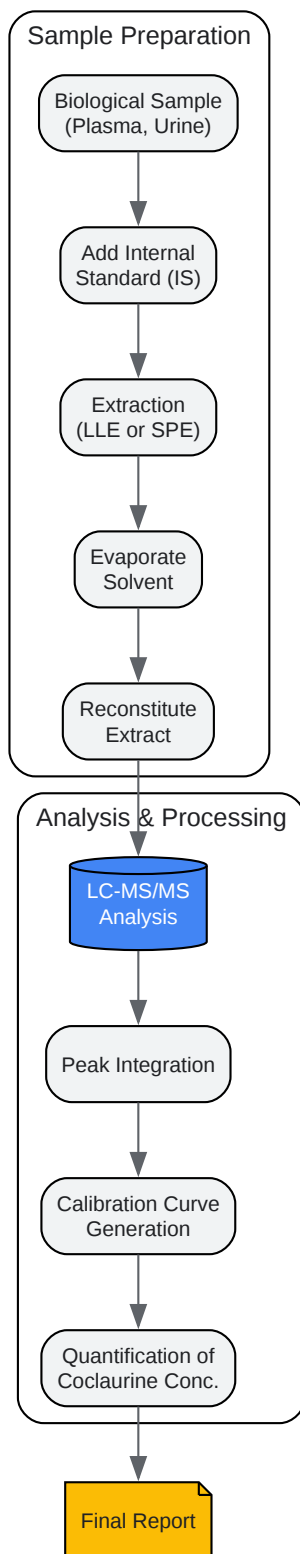 Sample Preparation
Biological Sample
(Plasma, Urine)
Add Internal
Standard (IS)
Extraction
(LLE or SPE)
Evaporate
Solvent
Reconstitute
Extract
Analysis & Processing
LC-MS/MS
Analysis
Peak Integration
Calibration Curve
Generation
Quantification of
Coclaurine Conc.
Final Report